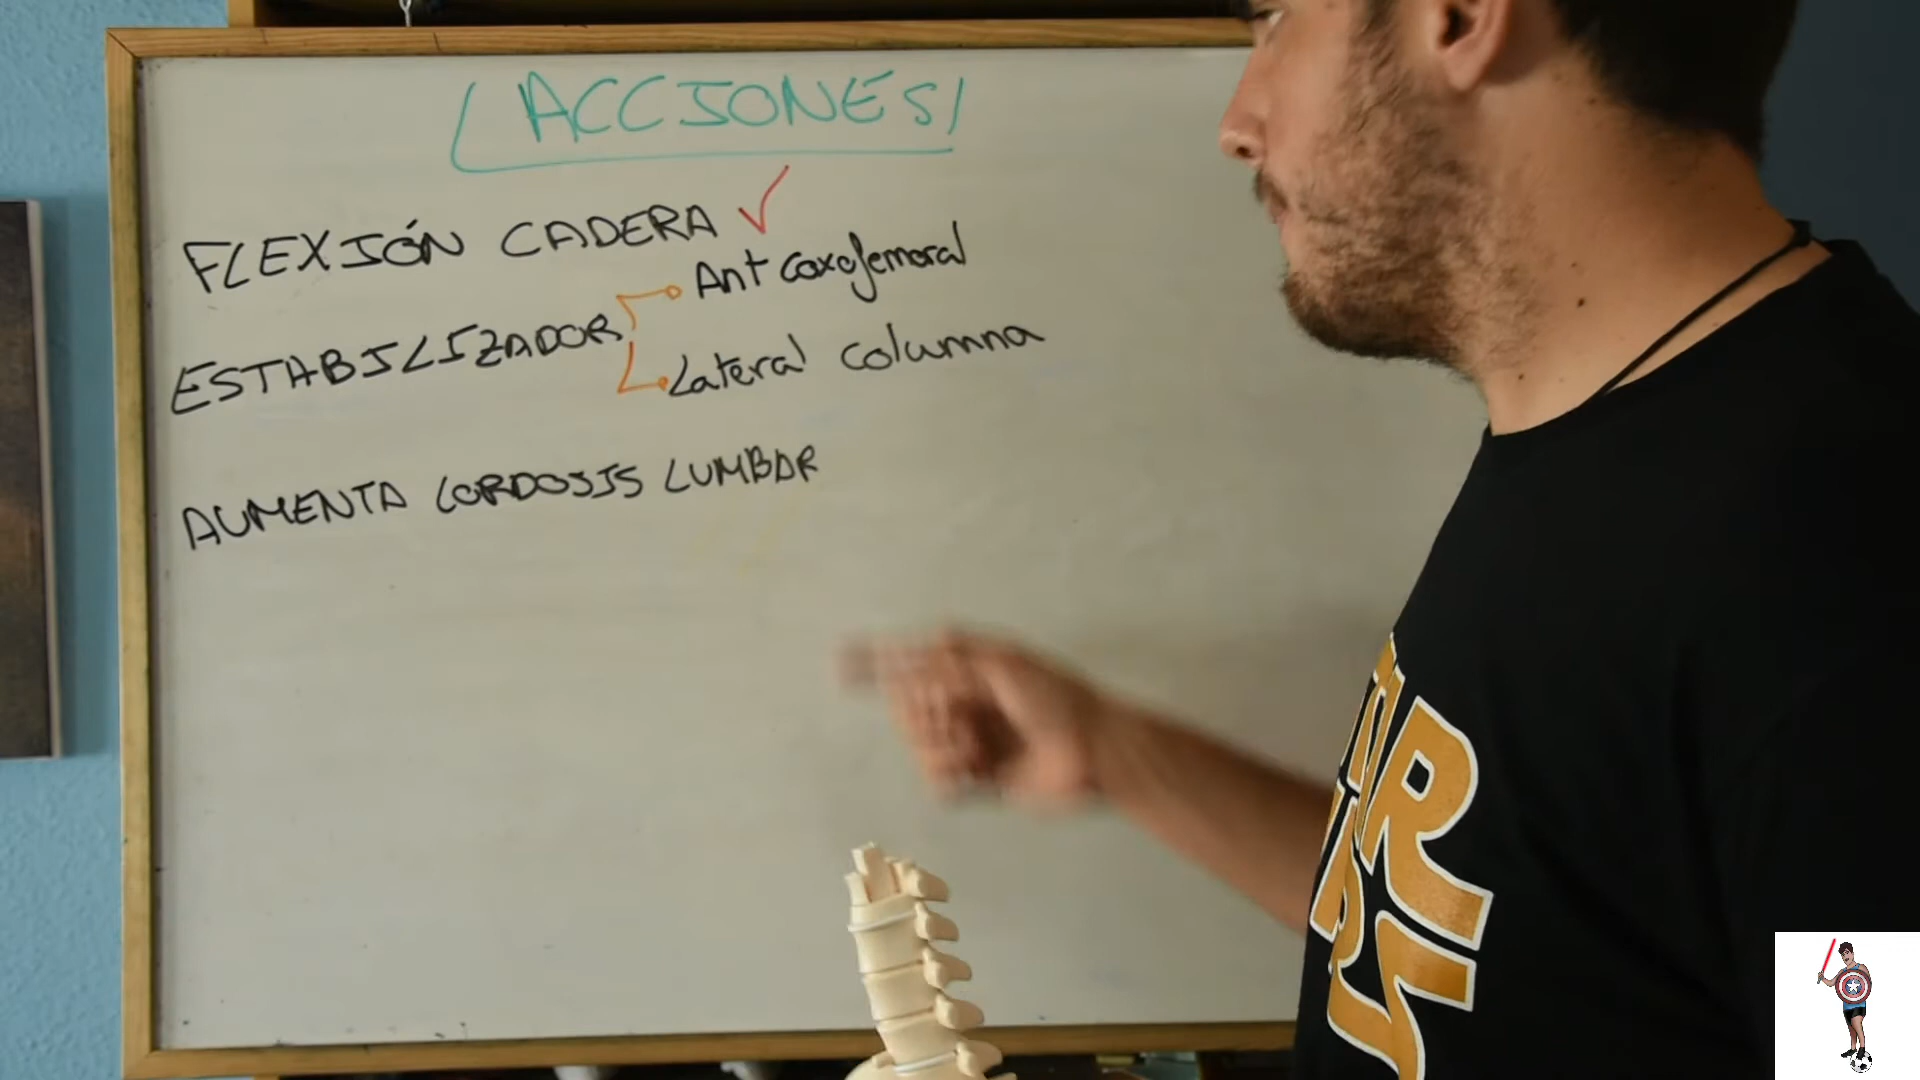 ACCIONES
FLEXIÓN CADERA ✓
ESTABILIZADOR
Ant coxofemoral
Lateral columna
AUMENTA LORDOSIS LUMBAR